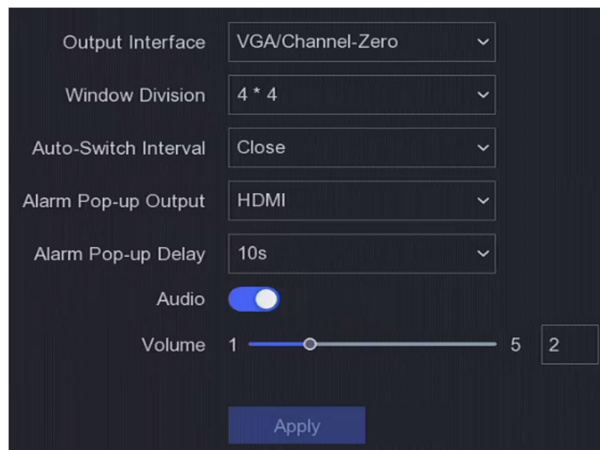 Output Interface VGA/Channel-Zero
Window Division 4 * 4
Auto-Switch Interval Close
Alarm Pop-up Output HDMI
Alarm Pop-up Delay 10s
Audio
Volume 1 5 2
Apply